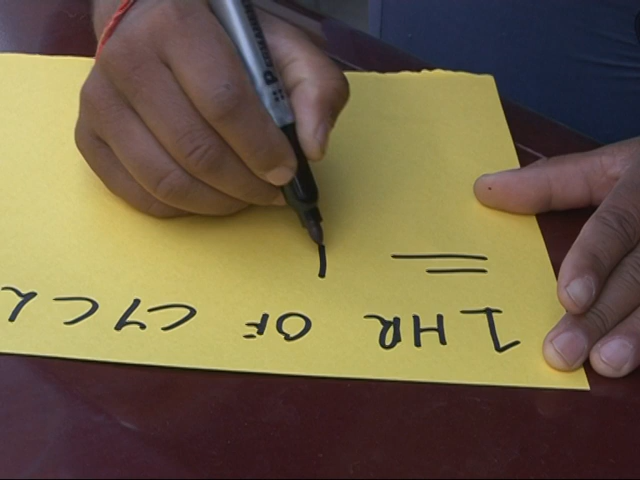 1 HR OF CYCL
=